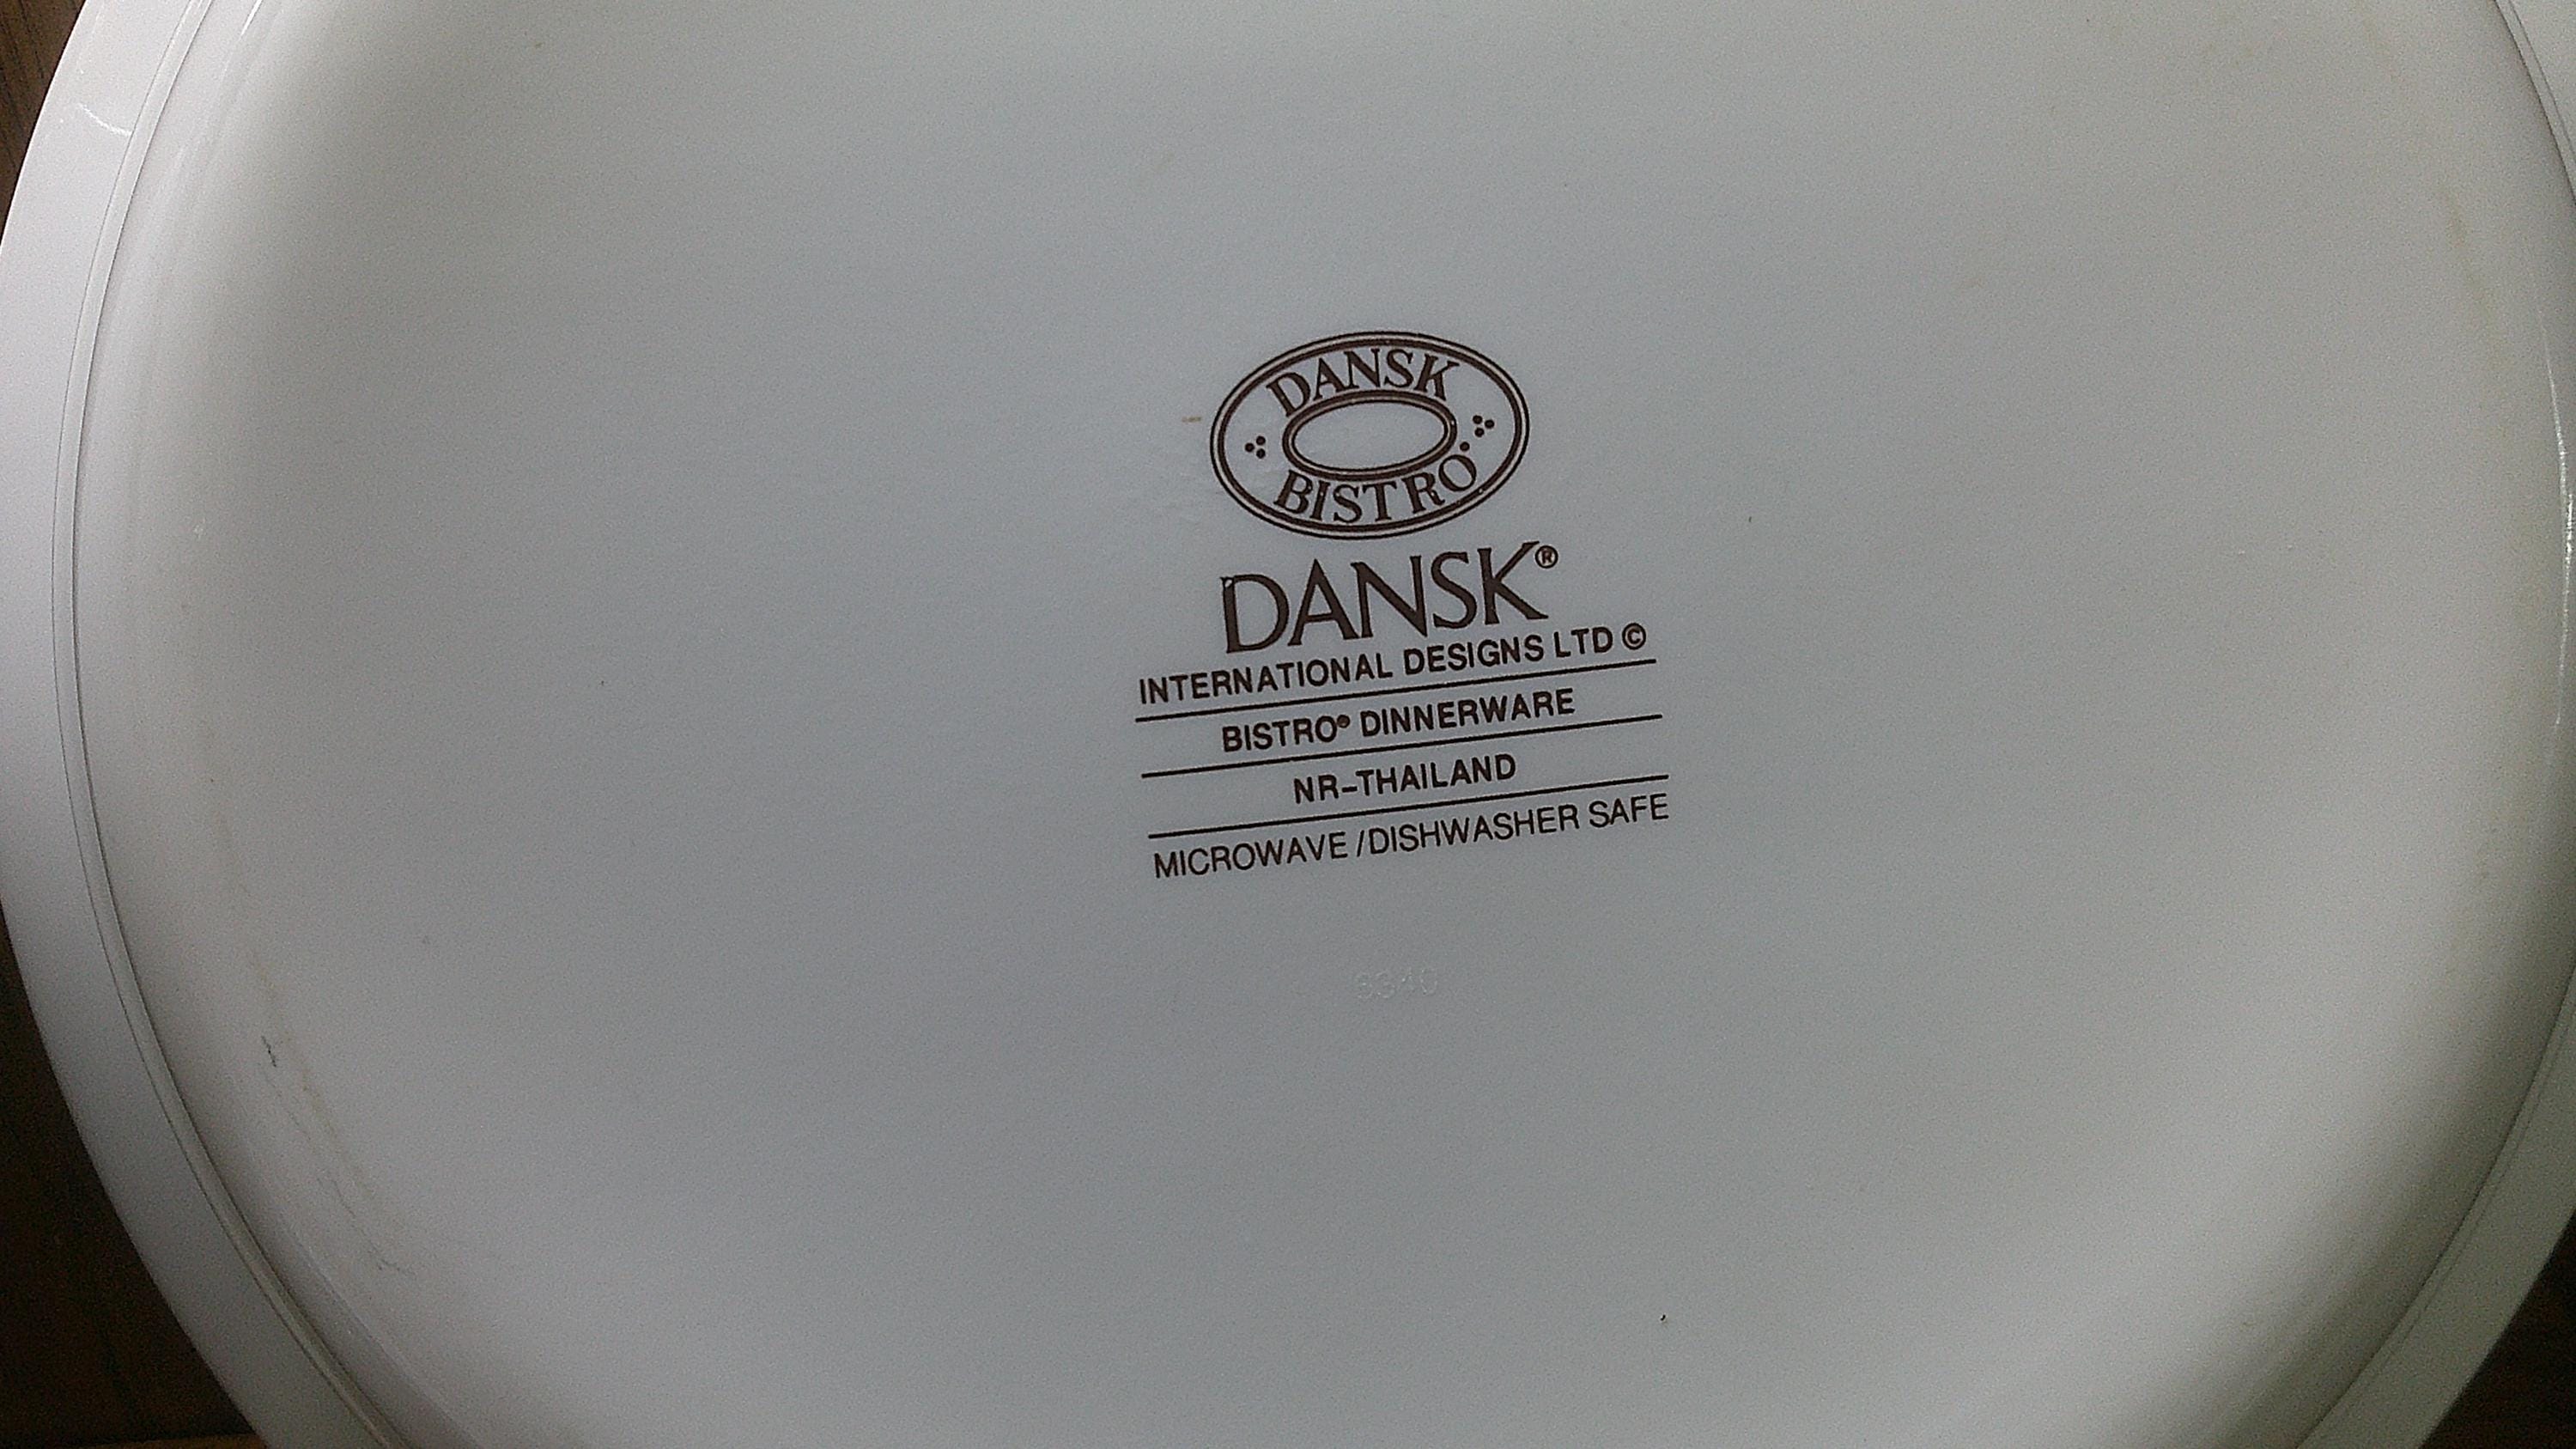 DANSK
BISTRO
DANSK®
INTERNATIONAL DESIGNS LTD ©
BISTRO® DINNERWARE
NR–THAILAND
MICROWAVE / DISHWASHER SAFE